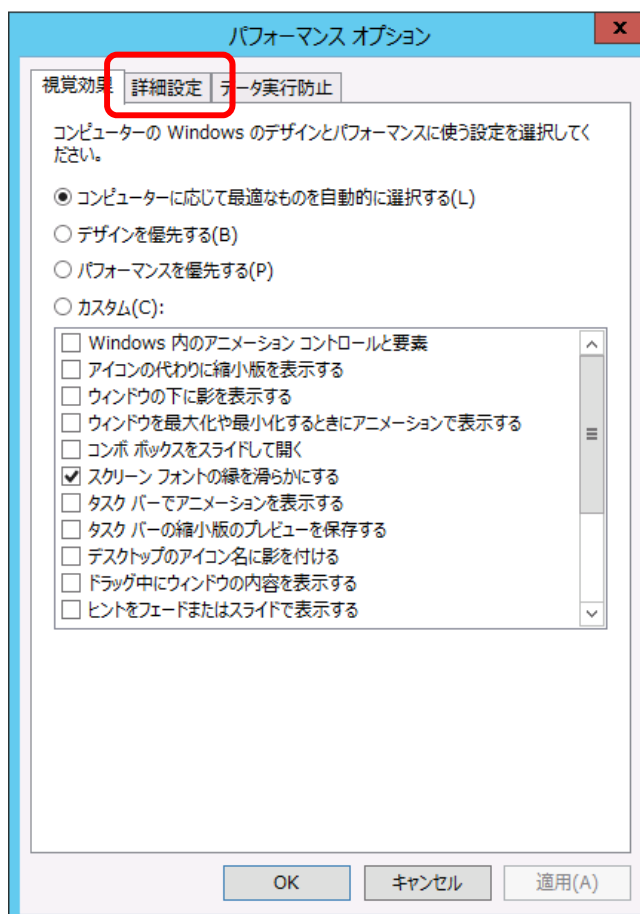 パフォーマンス オプション
x
視覚効果 詳細設定 データ実行防止
コンピューターの Windows のデザインとパフォーマンスに使う設定を選択してく
ださい。
コンピューターに応じて最適なものを自動的に選択する(L)
デザインを優先する(B)
パフォーマンスを優先する(P)
カスタム(C):
Windows 内のアニメーション コントロールと要素
アイコンの代わりに縮小版を表示する
ウィンドウの下に影を表示する
ウィンドウを最大化や最小化するときにアニメーションで表示する
コンボ ボックスをスライドして開く
スクリーン フォントの縁を滑らかにする
タスク バーでアニメーションを表示する
タスク バーの縮小版のプレビューを保存する
デスクトップのアイコン名に影を付ける
ドラッグ中にウィンドウの内容を表示する
ヒントをフェードまたはスライドで表示する
OK キャンセル 適用(A)